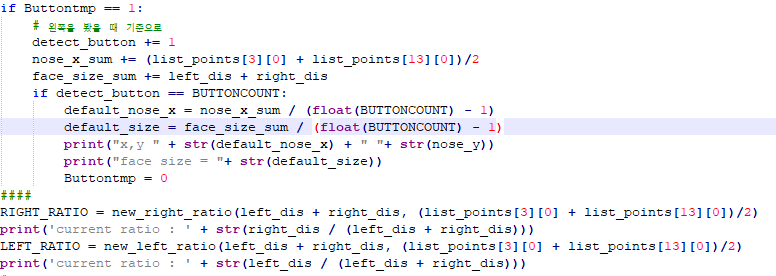 if Buttontmp == 1:
    # 왼쪽을 봤을 때 기준으로
    detect_button += 1
    nose_x_sum += (list_points[3][0] + list_points[13][0])/2
    face_size_sum += left_dis + right_dis
    if detect_button == BUTTONCOUNT:
        default_nose_x = nose_x_sum / (float(BUTTONCOUNT) - 1)
        default_size = face_size_sum / (float(BUTTONCOUNT) - 1)
        print("x,y " + str(default_nose_x) + " "+ str(nose_y))
        print("face size = "+ str(default_size))
        Buttontmp = 0
####
RIGHT_RATIO = new_right_ratio(left_dis + right_dis, (list_points[3][0] + list_points[13][0])/2)
print('current ratio : ' + str(right_dis / (left_dis + right_dis)))
LEFT_RATIO = new_left_ratio(left_dis + right_dis, (list_points[3][0] + list_points[13][0])/2)
print('current ratio : ' + str(left_dis / (left_dis + right_dis)))